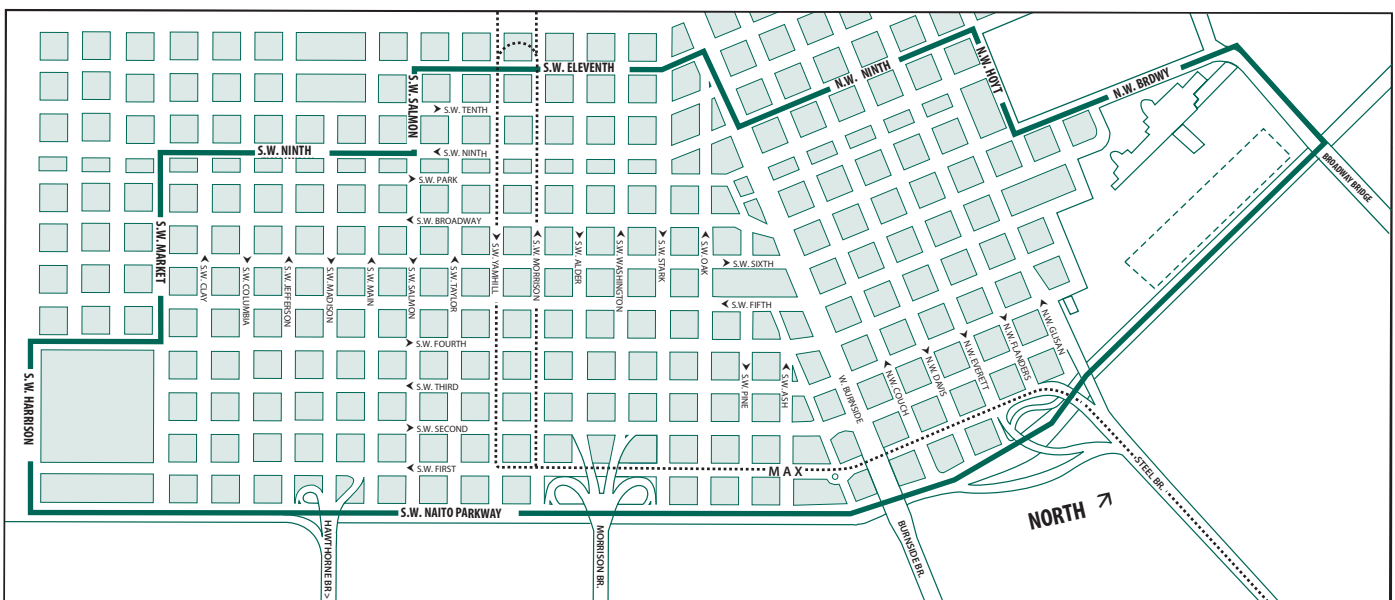 S.W. ELEVENTH
S.W. SALMON
N.W. NINTH
N.W. HOYT
N.W. BRDWY
S.W. TENTH
S.W. NINTH
S.W. NINTH
S.W. PARK
BROADWAY BRIDGE
S.W. BROADWAY
S.W. MARKET
S.W. CLAY
S.W. COLUMBIA
S.W. JEFFERSON
S.W. MADISON
S.W. MAIN
S.W. SALMON
S.W. TAYLOR
S.W. YAMHILL
S.W. MORRISON
S.W. ALDER
S.W. WASHINGTON
S.W. STARK
S.W. OAK
S.W. SIXTH
S.W. FIFTH
S.W. FOURTH
S.W. THIRD
S.W. SECOND
S.W. FIRST
S.W. PINE
S.W. ASH
W. BURNSIDE
N.W. COUCH
N.W. DAVIS
N.W. EVERETT
N.W. FLANDERS
N.W. GLISAN
S.W. HARRISON
MAX
STEEL BR.
S.W. NAITO PARKWAY
NORTH
HAWTHORNE BR.>
MORRISON BR.
BURNSIDE BR.